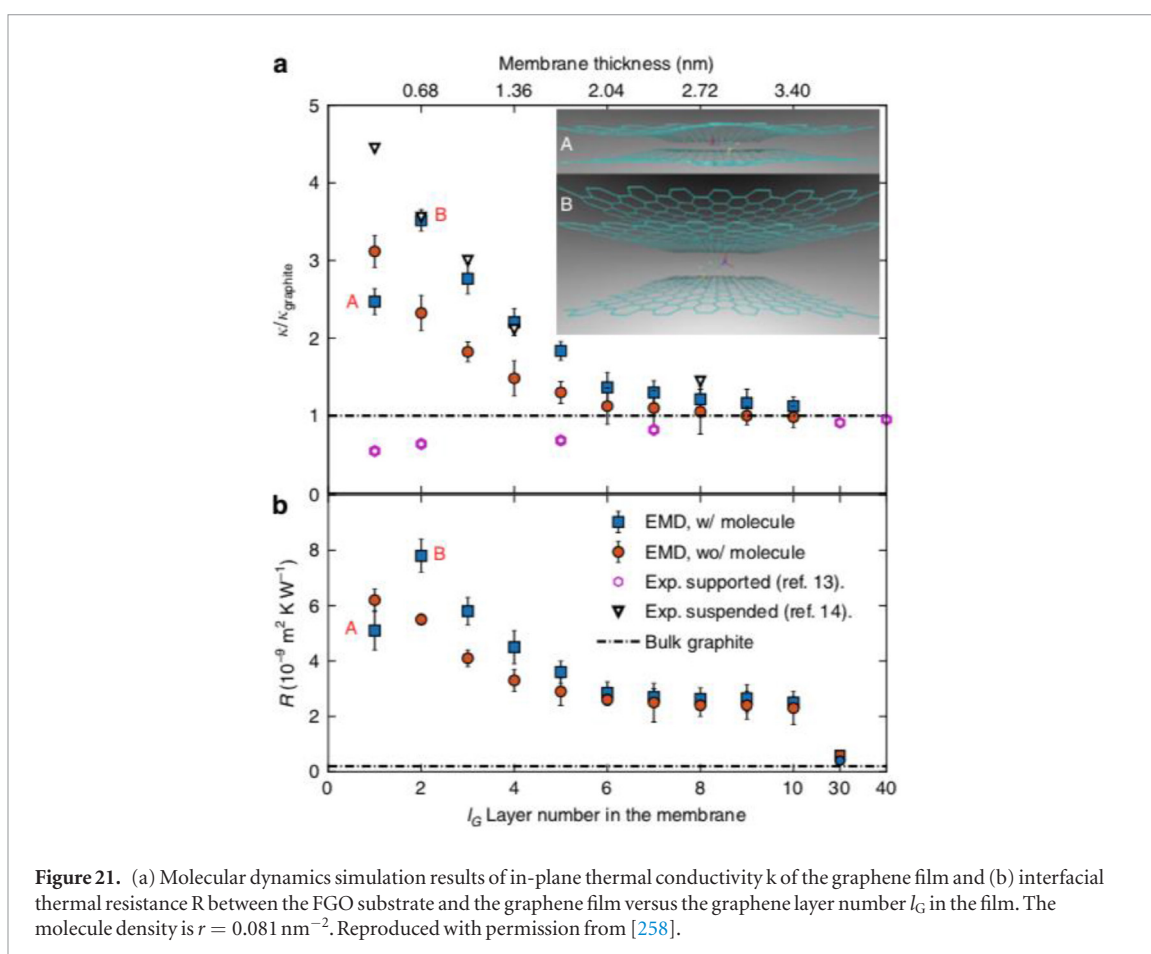 a
Membrane thickness (nm)
0.68 1.36 2.04 2.72 3.40
5
4
3
2
1
0
κ/κgraphite
A
B
A
B
b
8
6
4
2
0
R (10⁻⁹ m² K W⁻¹)
A
B
EMD, w/ molecule
EMD, wo/ molecule
Exp. supported (ref. 13).
Exp. suspended (ref. 14).
Bulk graphite
0 2 4 6 8 10 30 40
lG Layer number in the membrane
Figure 21. (a) Molecular dynamics simulation results of in-plane thermal conductivity k of the graphene film and (b) interfacial
thermal resistance R between the FGO substrate and the graphene film versus the graphene layer number lG in the film. The
molecule density is r = 0.081 nm⁻². Reproduced with permission from [258].